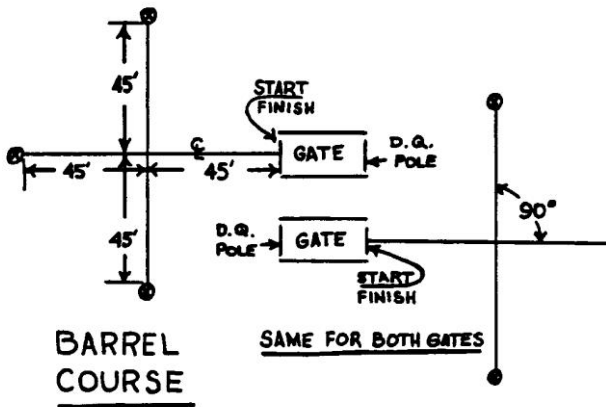 45'
START
FINISH
℄
GATE
D.Q.
POLE
45'
45'
45'
90°
D.Q.
POLE
GATE
START
FINISH
BARREL
COURSE
SAME FOR BOTH GATES